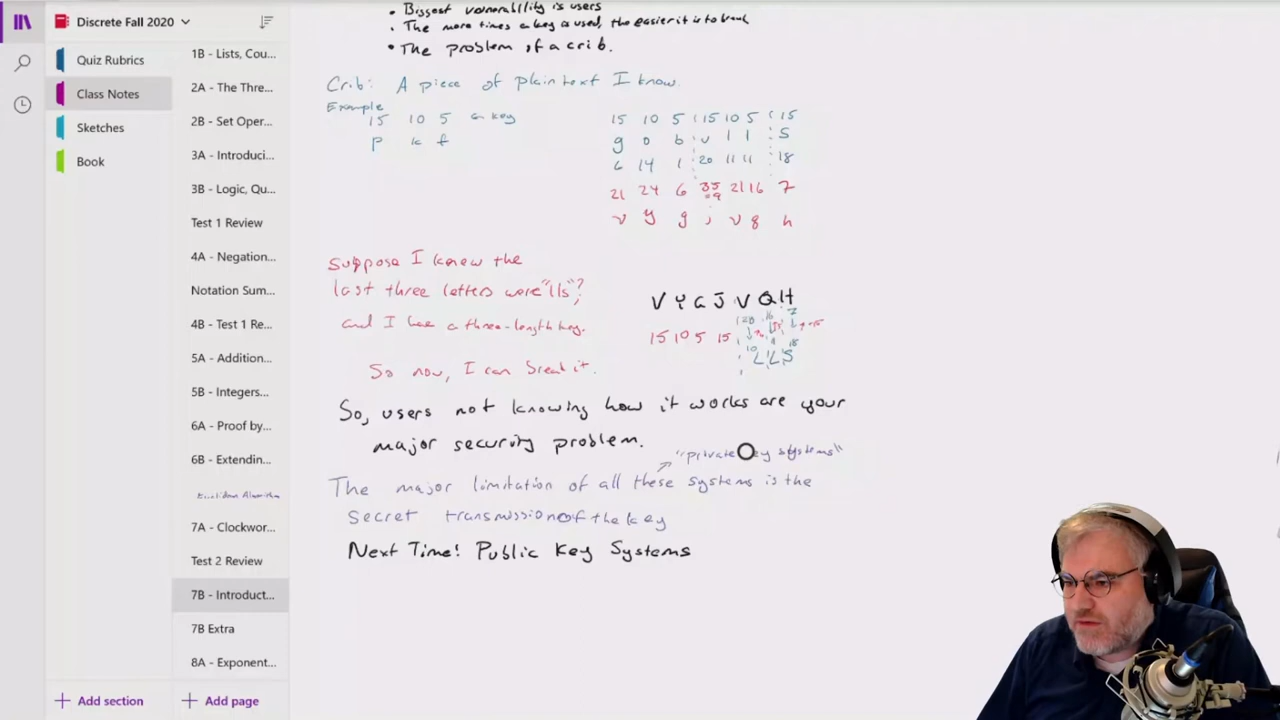 Discrete Fall 2020
Quiz Rubrics
Class Notes
Sketches
Book
Add section
1B - Lists, Cou...
2A - The Thre...
2B - Set Oper...
3A - Introduci...
3B - Logic, Qu...
Test 1 Review
4A - Negation...
Notation Sum...
4B - Test 1 Re...
5A - Addition...
5B - Integers...
6A - Proof by...
6B - Extendin...
Euclidean Algorithm
7A - Clockwor...
Test 2 Review
7B - Introduct...
7B Extra
8A - Exponent...
Add page
• Biggest vulnerability is users
• The more times a key is used, the easier it is to break
• The problem of a crib.
Crib: A piece of plaintext I know.
Example
15 10 5 a key
p k f
15 10 5 15 10 5 15
g o b u l l s
6 14 1 20 11 11 18
21 24 6 35 21 16 7
=9
v y g j v q h
Suppose I knew the
last three letters were "lls",
and I have a three-length key.
V Y G J V Q H
15 10 5 15
L L S
So now, I can break it.
So, users not knowing how it works are your
major security problem.
"private key systems"
The major limitation of all these systems is the
secret transmission of the key
Next Time! Public Key Systems